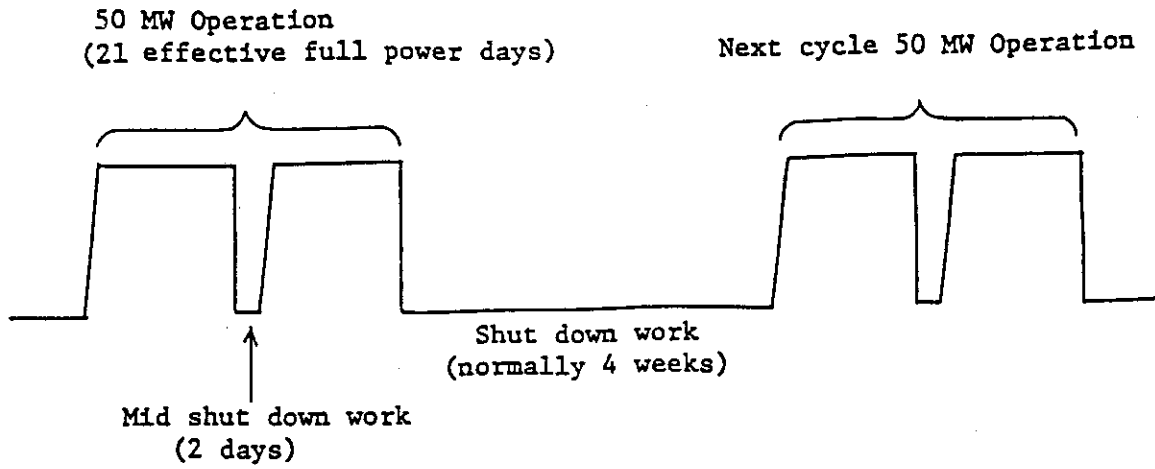 50 MW Operation
(21 effective full power days)
Next cycle 50 MW Operation
Shut down work
(normally 4 weeks)
Mid shut down work
(2 days)